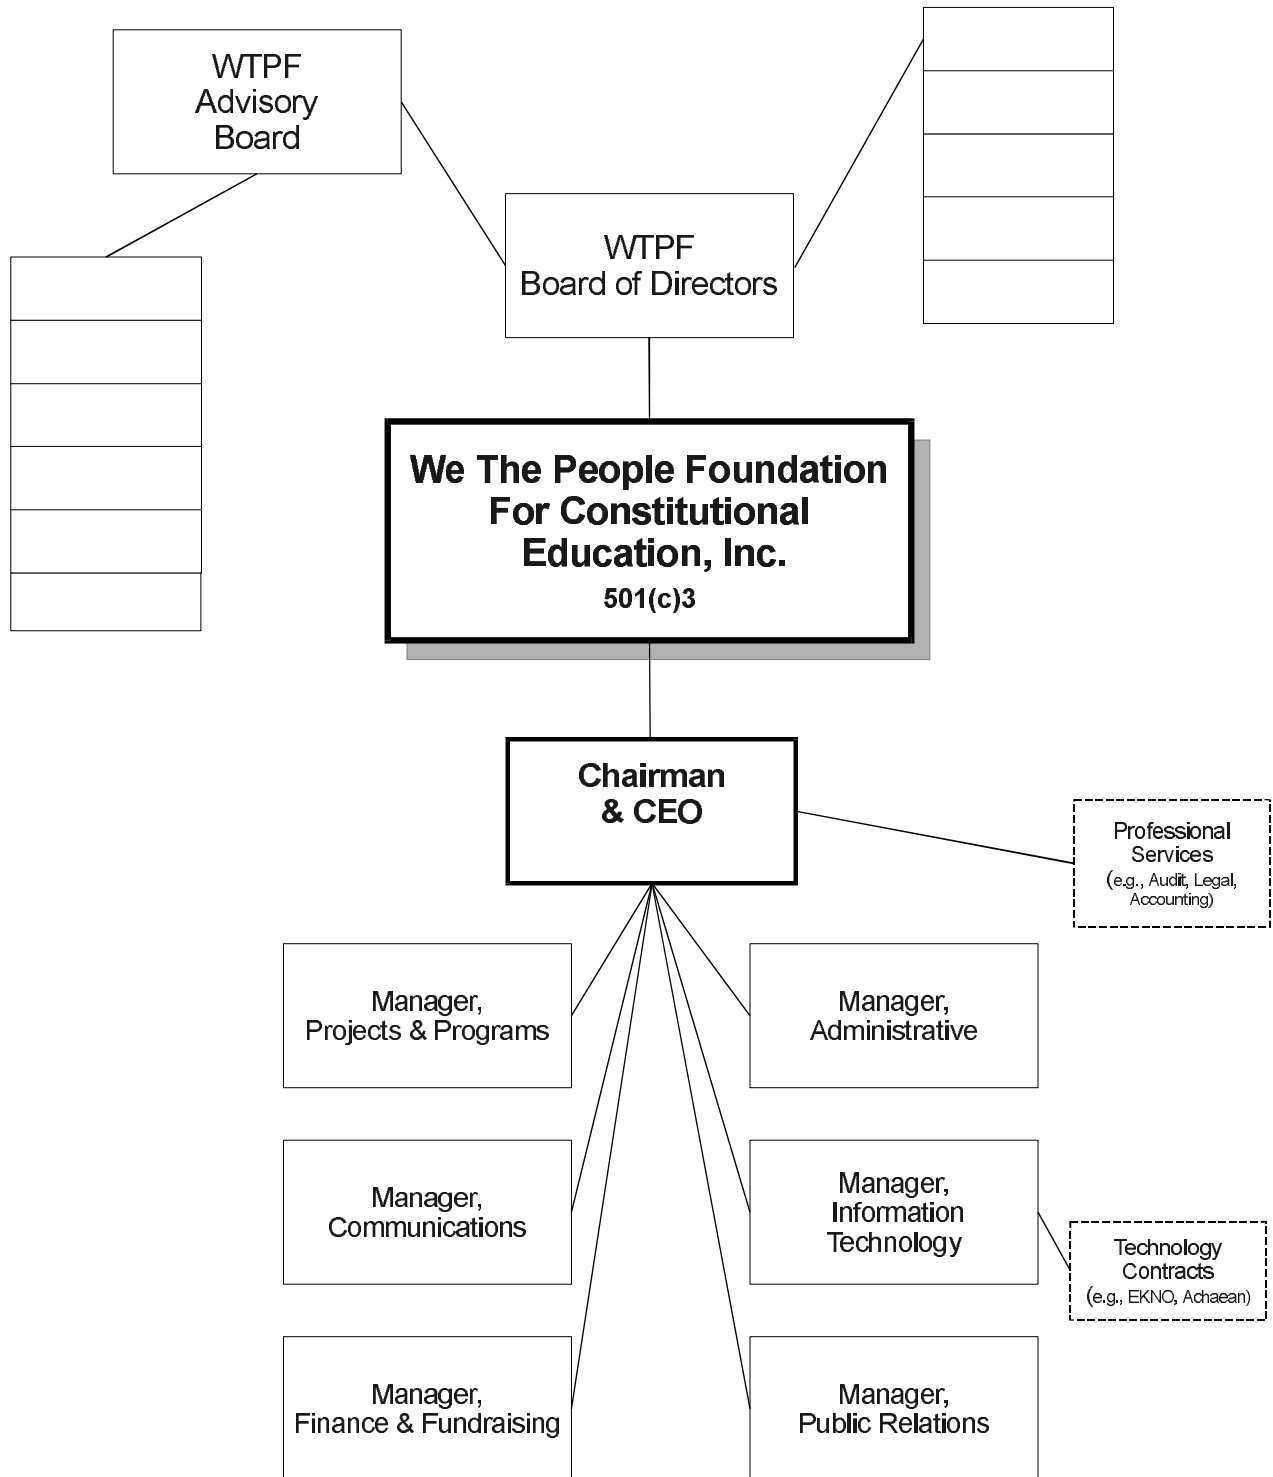 WTPF
Advisory
Board
WTPF
Board of Directors
We The People Foundation
For Constitutional
Education, Inc.
501(c)3
Chairman
& CEO
Professional
Services
(e.g., Audit, Legal,
Accounting)
Manager,
Projects & Programs
Manager,
Administrative
Manager,
Communications
Manager,
Information
Technology
Technology
Contracts
(e.g., EKNO, Achaean)
Manager,
Finance & Fundraising
Manager,
Public Relations